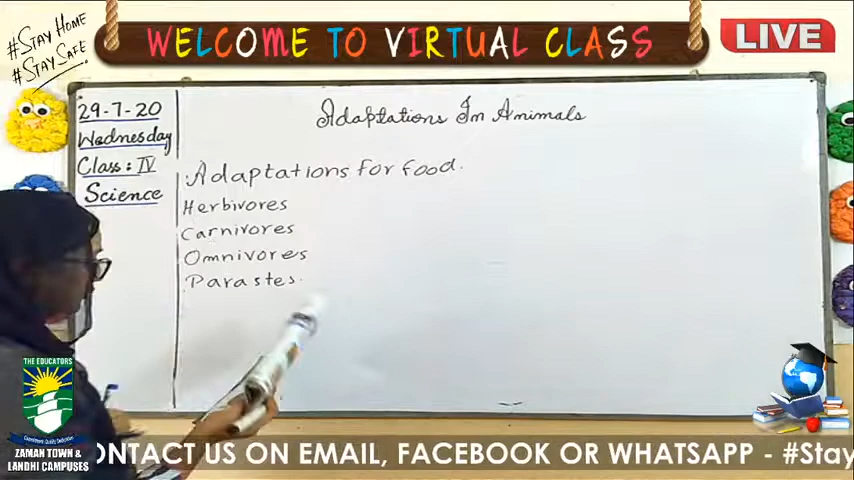 #STAY HOME
#STAY SAFE
WELCOME TO VIRTUAL CLASS
LIVE
29-7-20
Wednesday
Class: IV
Science
Adaptations In Animals
Adaptations For Food.
Herbivores
Carnivores
Omnivores
Parastes.
THE EDUCATORS
ZAMAN TOWN &
LANDHI CAMPUSES
ONTACT US ON EMAIL, FACEBOOK OR WHATSAPP - #Stay